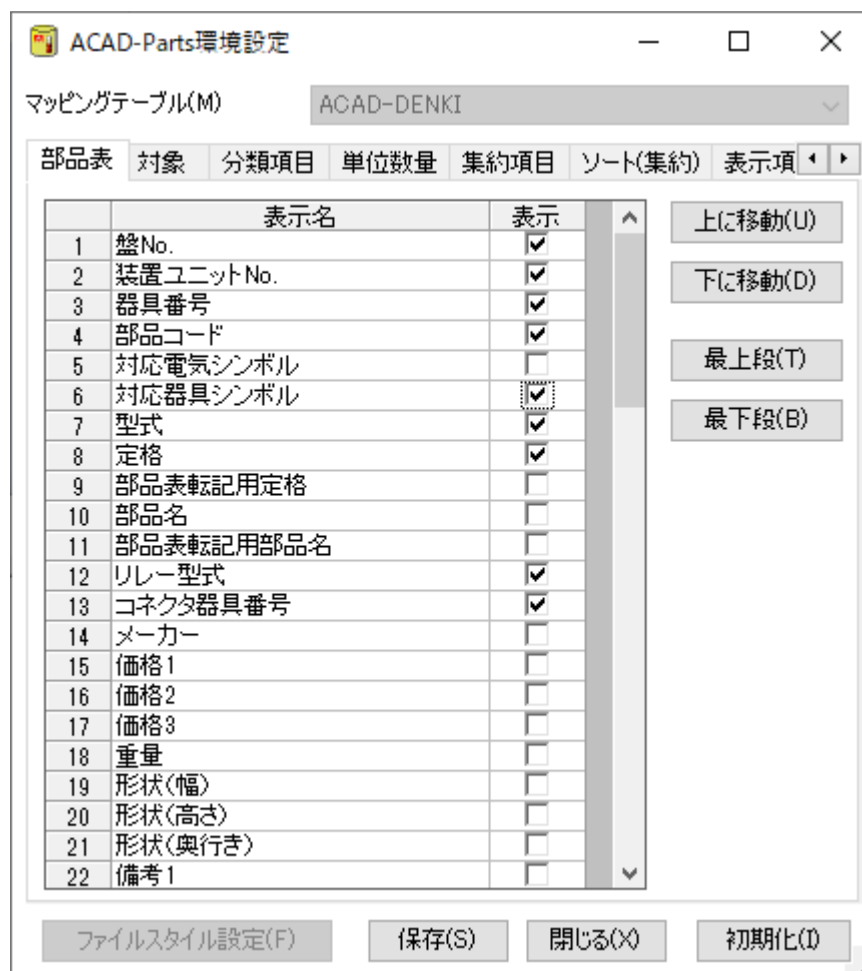 ACAD-Parts環境設定
マッピングテーブル(M) ACAD-DENKI
部品表 対象 分類項目 単位数量 集約項目 ソート(集約) 表示項
表示名 表示
1 盤No.
2 装置ユニットNo.
3 器具番号
4 部品コード
5 対応電気シンボル
6 対応器具シンボル
7 型式
8 定格
9 部品表転記用定格
10 部品名
11 部品表転記用部品名
12 リレー型式
13 コネクタ器具番号
14 メーカー
15 価格1
16 価格2
17 価格3
18 重量
19 形状(幅)
20 形状(高さ)
21 形状(奥行き)
22 備考1
上に移動(U)
下に移動(D)
最上段(T)
最下段(B)
ファイルスタイル設定(F) 保存(S) 閉じる(X) 初期化(I)